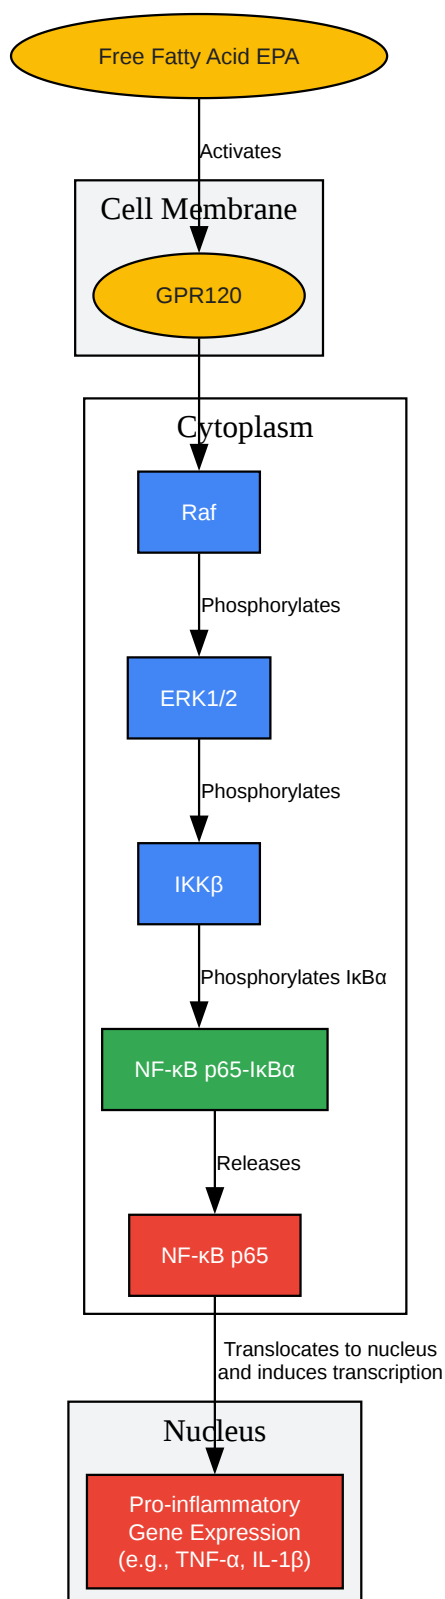 Free Fatty Acid EPA
Activates
Cell Membrane
GPR120
Cytoplasm
Raf
Phosphorylates
ERK1/2
Phosphorylates
IKKβ
Phosphorylates IκBα
NF-κB p65-IκBα
Releases
NF-κB p65
Translocates to nucleus
and induces transcription
Nucleus
Pro-inflammatory
Gene Expression
(e.g., TNF-α, IL-1β)